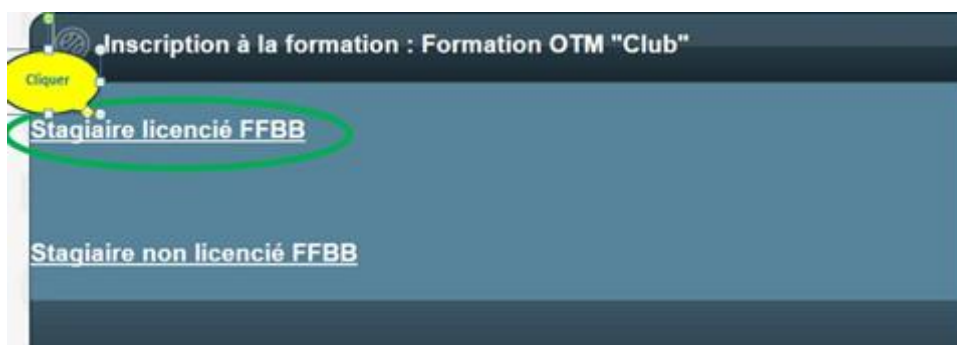 Inscription à la formation : Formation OTM "Club"
Cliquer
Stagiaire licencié FFBB
Stagiaire non licencié FFBB